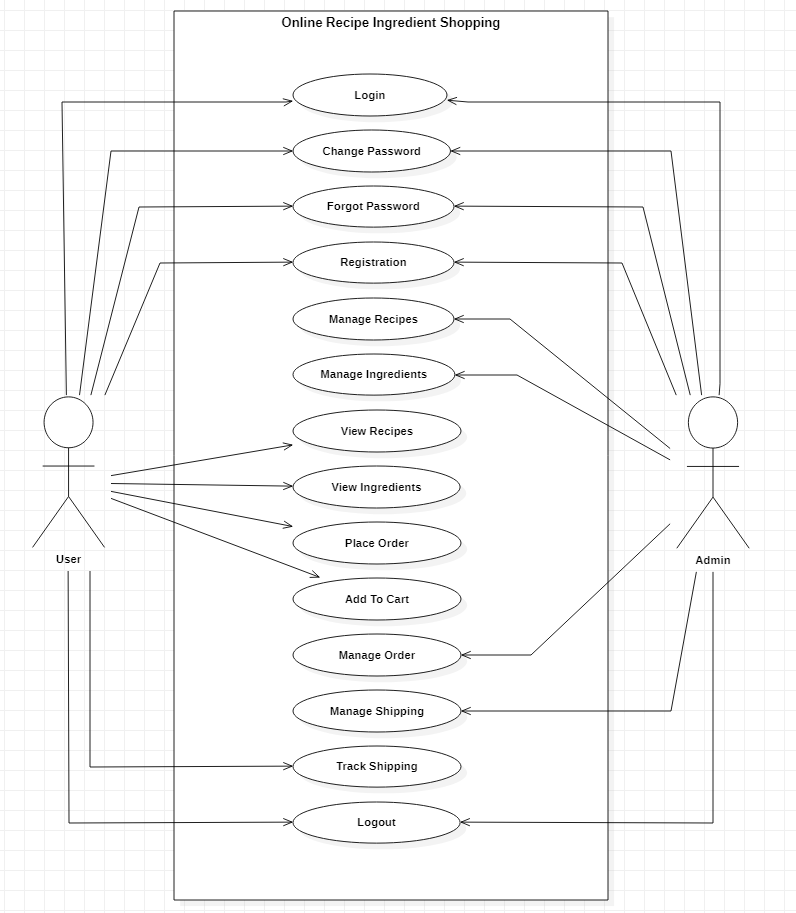 Online Recipe Ingredient Shopping
Login
Change Password
Forgot Password
Registration
Manage Recipes
Manage Ingredients
View Recipes
View Ingredients
Place Order
User
Admin
Add To Cart
Manage Order
Manage Shipping
Track Shipping
Logout